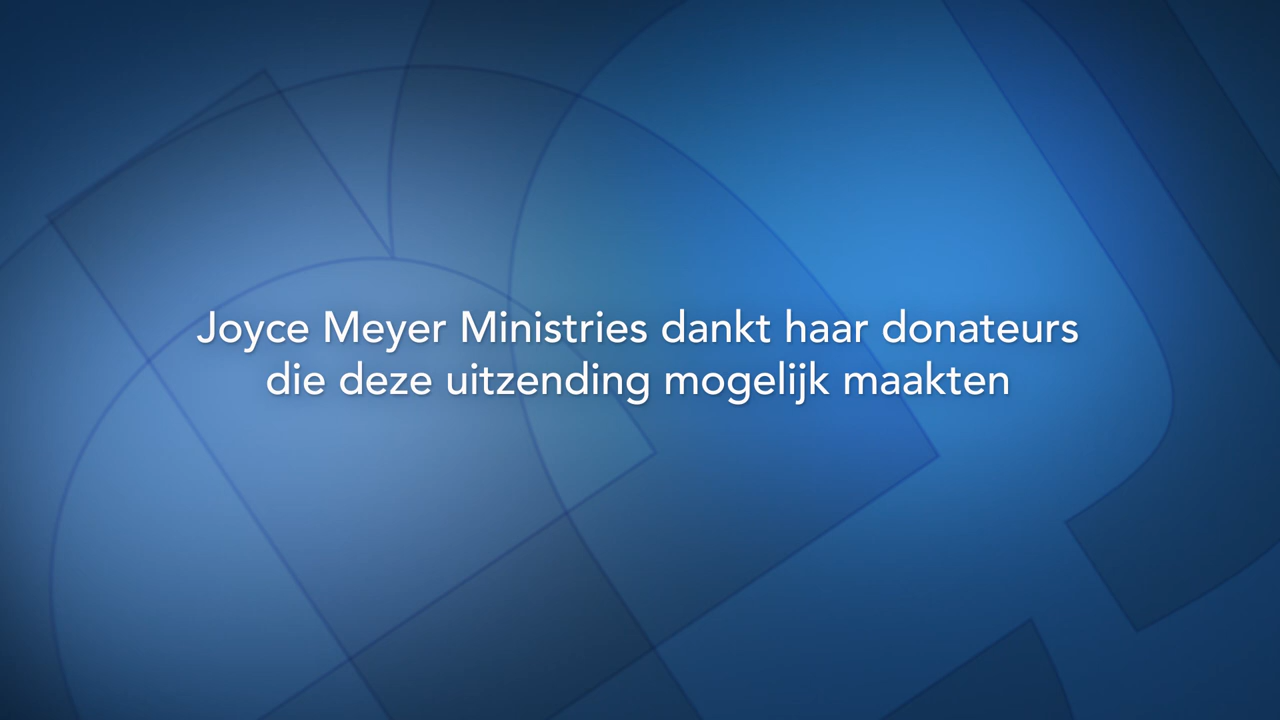 Joyce Meyer Ministries dankt haar donateurs
die deze uitzending mogelijk maakten